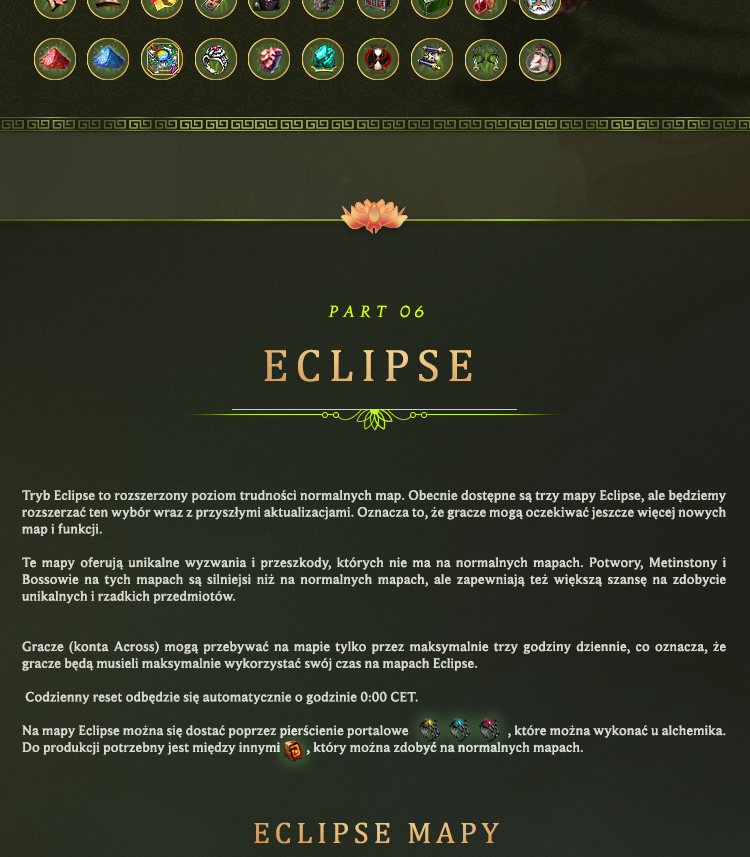 PART 06
ECLIPSE
Tryb Eclipse to rozszerzony poziom trudności normalnych map. Obecnie dostępne są trzy mapy Eclipse, ale będziemy
rozszerzać ten wybór wraz z przyszłymi aktualizacjami. Oznacza to, że gracze mogą oczekiwać jeszcze więcej nowych
map i funkcji.
Te mapy oferują unikalne wyzwania i przeszkody, których nie ma na normalnych mapach. Potwory, Metinstony i
Bossowie na tych mapach są silniejsi niż na normalnych mapach, ale zapewniają też większą szansę na zdobycie
unikalnych i rzadkich przedmiotów.
Gracze (konta Across) mogą przebywać na mapie tylko przez maksymalnie trzy godziny dziennie, co oznacza, że
gracze będą musieli maksymalnie wykorzystać swój czas na mapach Eclipse.
Codzienny reset odbędzie się automatycznie o godzinie 0:00 CET.
Na mapy Eclipse można się dostać poprzez pierścienie portalowe , które można wykonać u alchemika.
Do produkcji potrzebny jest między innymi , który można zdobyć na normalnych mapach.
ECLIPSE MAPY